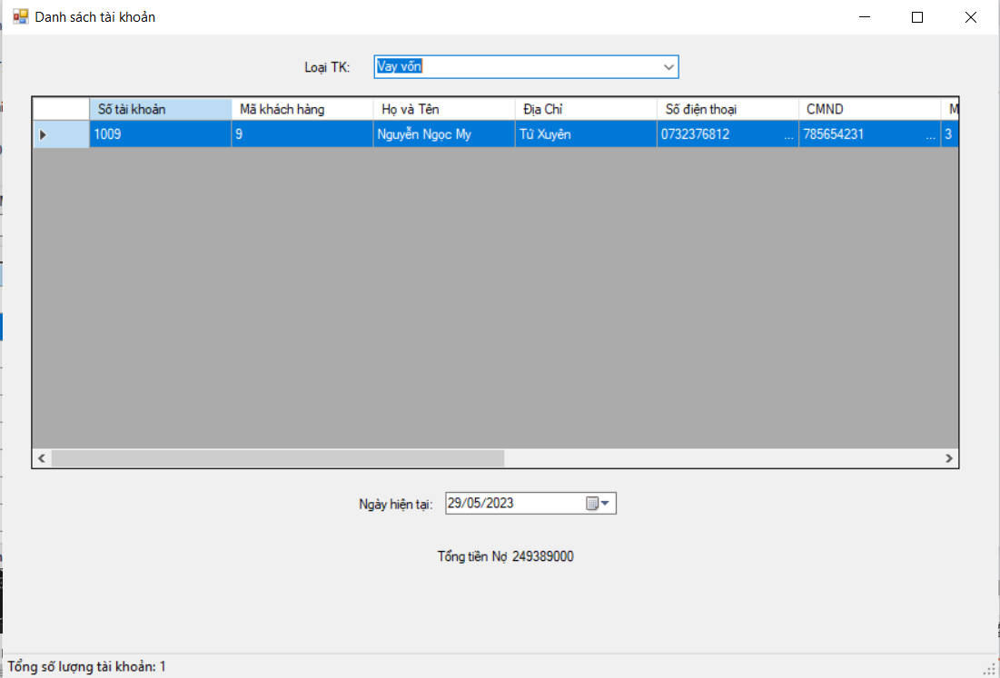 Danh sách tài khoản
Loại TK: Vay vốn
Số tài khoản Mã khách hàng Họ và Tên Địa Chỉ Số điện thoại CMND M
1009 9 Nguyễn Ngọc My Tứ Xuyên 0732376812 ... 785654231 ... 3
Ngày hiện tại: 29/05/2023
Tổng tiền Nợ 249389000
Tổng số lượng tài khoản: 1